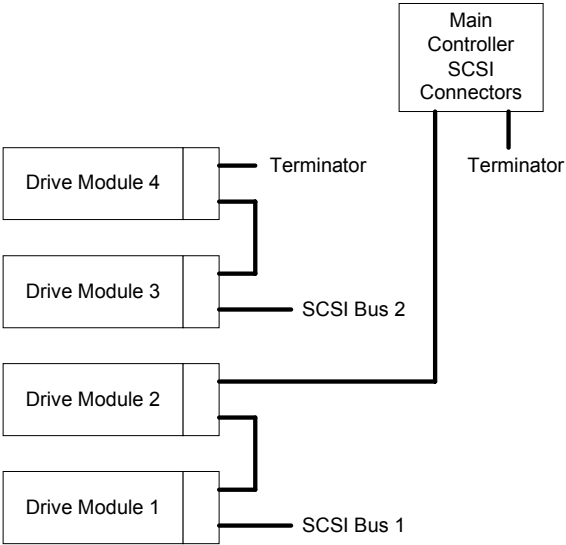 Main
Controller
SCSI
Connectors
Terminator
Terminator
Drive Module 4
Drive Module 3
SCSI Bus 2
Drive Module 2
Drive Module 1
SCSI Bus 1